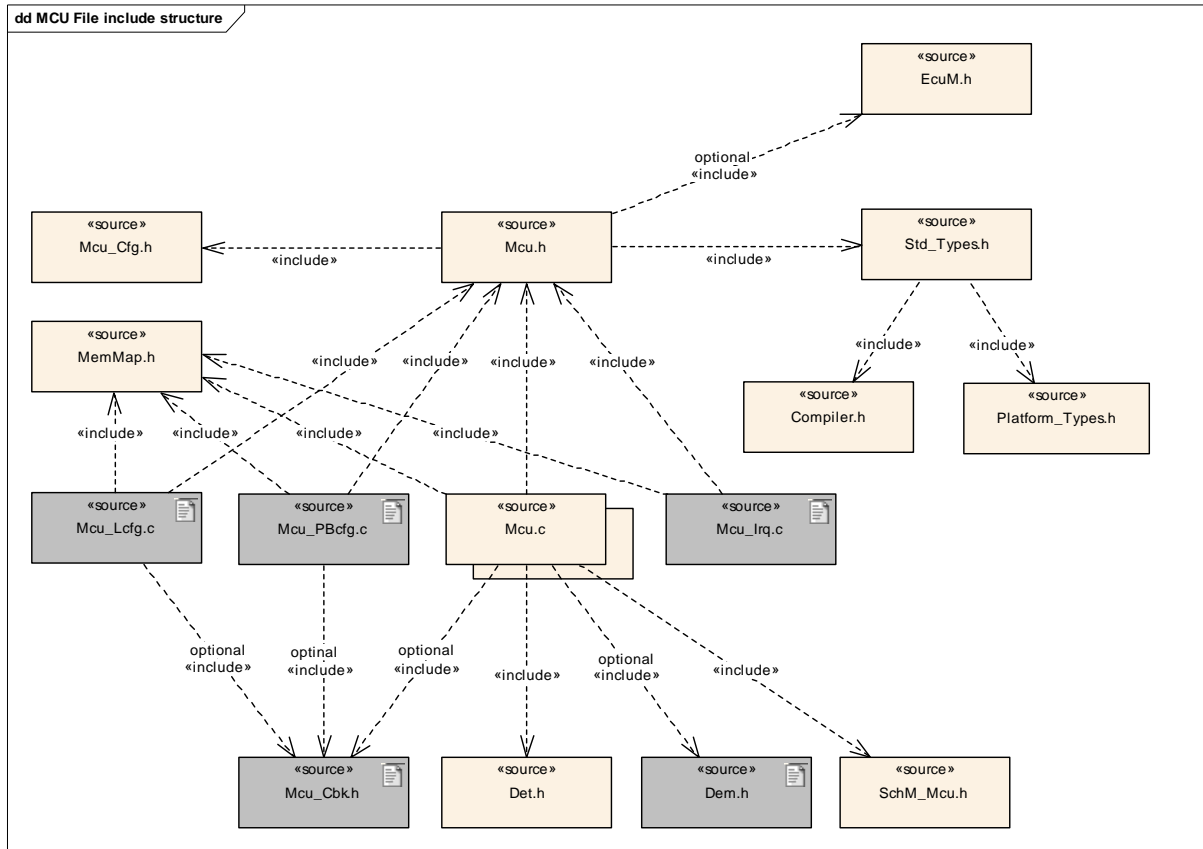 dd MCU File include structure
«source»
EcuM.h
optional
«include»
«source»
Mcu_Cfg.h
«source»
Mcu.h
«source»
Std_Types.h
«include»
«include»
«source»
MemMap.h
«include»
«include»
«include»
«include»
«include»
«include»
«source»
Compiler.h
«source»
Platform_Types.h
«include»
«include»
«include»
«include»
«source»
Mcu_Lcfg.c
«source»
Mcu_PBcfg.c
«source»
Mcu.c
«source»
Mcu_Irq.c
optional
«include»
optinal
«include»
optional
«include»
«include»
optional
«include»
«include»
«source»
Mcu_Cbk.h
«source»
Det.h
«source»
Dem.h
«source»
SchM_Mcu.h